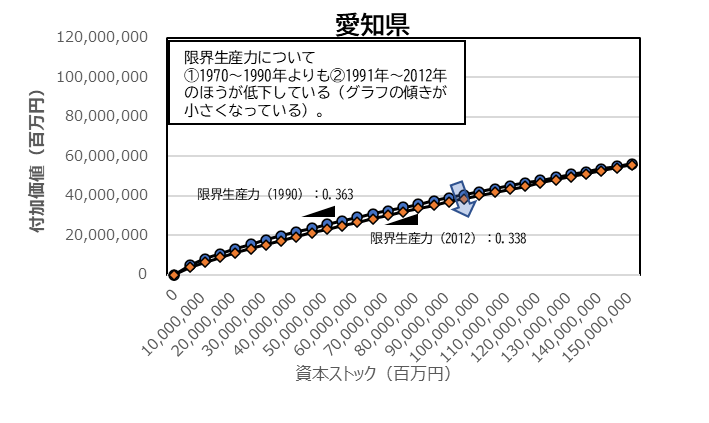 愛知県
120,000,000
100,000,000
80,000,000
60,000,000
40,000,000
20,000,000
0
付加価値（百万円）
限界生産力について
①1970～1990年よりも②1991年～2012年
のほうが低下している（グラフの傾きが
小さくなっている）。
限界生産力（1990）：0.363
限界生産力（2012）：0.338
0
10,000,000
20,000,000
30,000,000
40,000,000
50,000,000
60,000,000
70,000,000
80,000,000
90,000,000
100,000,000
110,000,000
120,000,000
130,000,000
140,000,000
150,000,000
資本ストック（百万円）